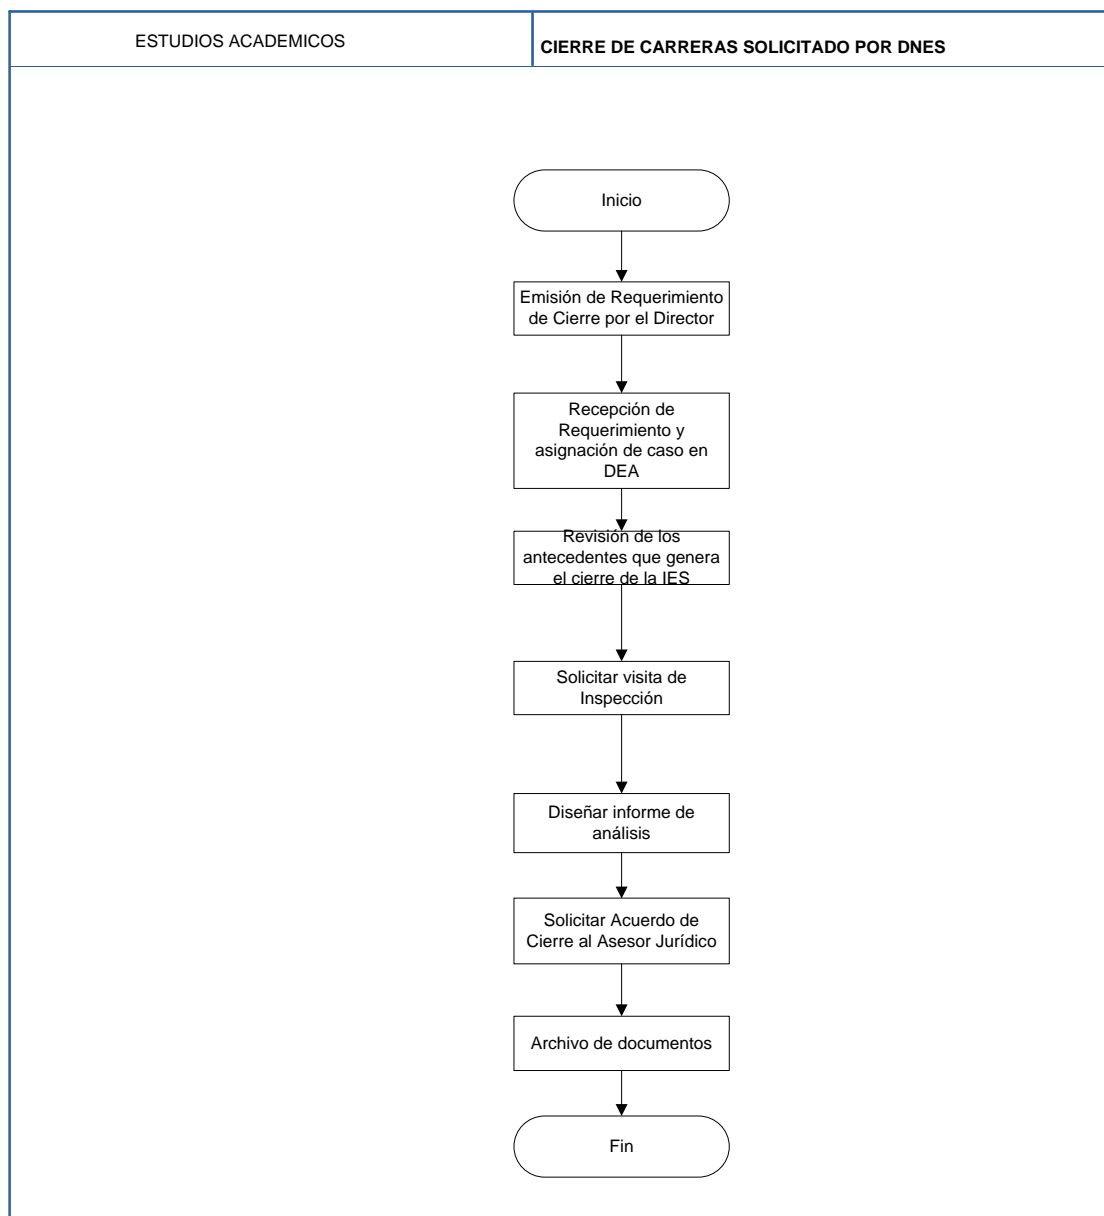 ESTUDIOS ACADEMICOS
CIERRE DE CARRERAS SOLICITADO POR DNES
Inicio
Emisión de Requerimiento
de Cierre por el Director
Recepción de
Requerimiento y
asignación de caso en
DEA
Revisión de los
antecedentes que genera
el cierre de la IES
Solicitar visita de
Inspección
Diseñar informe de
análisis
Solicitar Acuerdo de
Cierre al Asesor Jurídico
Archivo de documentos
Fin